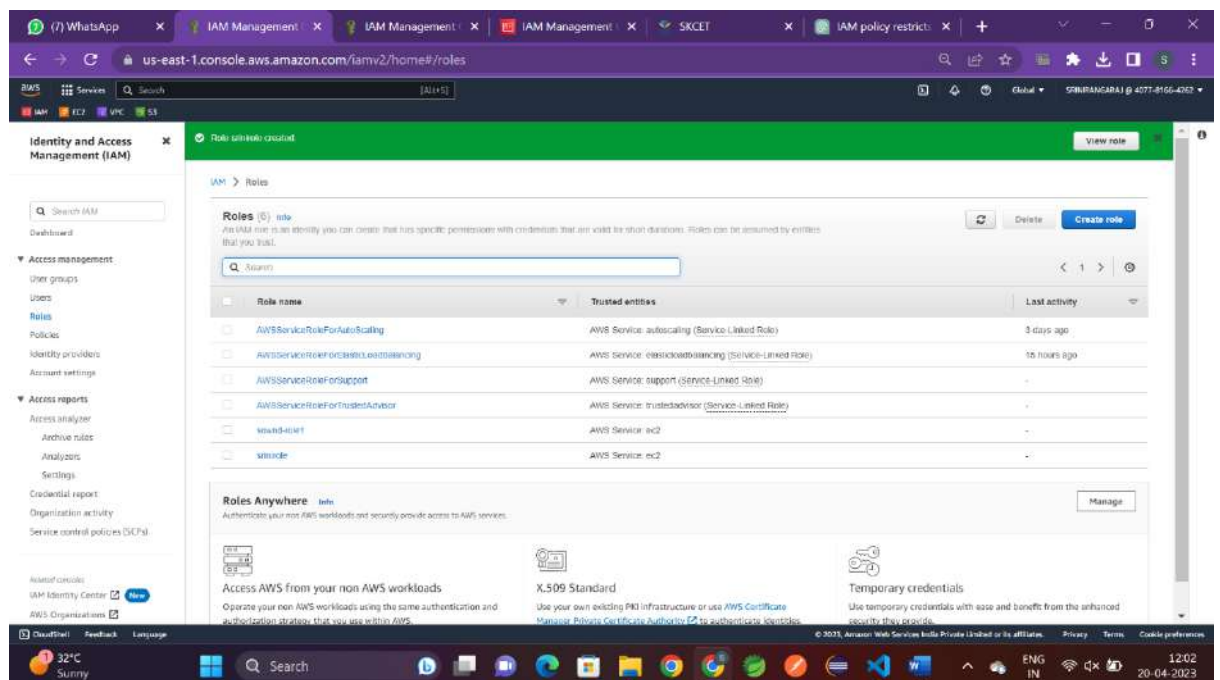 (7) WhatsApp
IAM Management
IAM Management
IAM Management
SKCET
IAM policy restricts
us-east-1.console.aws.amazon.com/iamv2/home#/roles
S
aws
Services
Search
[Alt+S]
Global
SRINIRANGARAJ @ 4077-8166-4262
IAM
EC2
VPC
S3
Identity and Access
Management (IAM)
Search IAM
Dashboard
Access management
User groups
Users
Roles
Policies
Identity providers
Account settings
Access reports
Access analyzer
Archive rules
Analyzers
Settings
Credential report
Organization activity
Service control policies (SCPs)
Related consoles
IAM Identity Center New
AWS Organizations
Role created.
View role
IAM > Roles
Roles (6) Info
An IAM role is an identity you can create that has specific permissions with credentials that are valid for short durations. Roles can be assumed by entities
that you trust.
Delete
Create role
Search
1
Role name
Trusted entities
Last activity
AWSServiceRoleForAutoScaling
AWS Service: autoscaling (Service-Linked Role)
3 days ago
AWSServiceRoleForElasticLoadBalancing
AWS Service: elasticloadbalancing (Service-Linked Role)
18 hours ago
AWSServiceRoleForSupport
AWS Service: support (Service-Linked Role)
-
AWSServiceRoleForTrustedAdvisor
AWS Service: trustedadvisor (Service-Linked Role)
-
AWS Service: ec2
-
AWS Service: ec2
-
Roles Anywhere Info
Authenticate your non AWS workloads and securely provide access to AWS services.
Manage
Access AWS from your non AWS workloads
Operate your non AWS workloads using the same authentication and
authorization strategy that you use within AWS.
X.509 Standard
Use your own existing PKI infrastructure or use AWS Certificate
Manager Private Certificate Authority to authenticate identities.
Temporary credentials
Use temporary credentials with ease and benefit from the enhanced
security they provide.
CloudShell
Feedback
Language
© 2023, Amazon Web Services India Private Limited or its affiliates.
Privacy
Terms
Cookie preferences
1
32°C
Sunny
Search
ENG
IN
12:02
20-04-2023